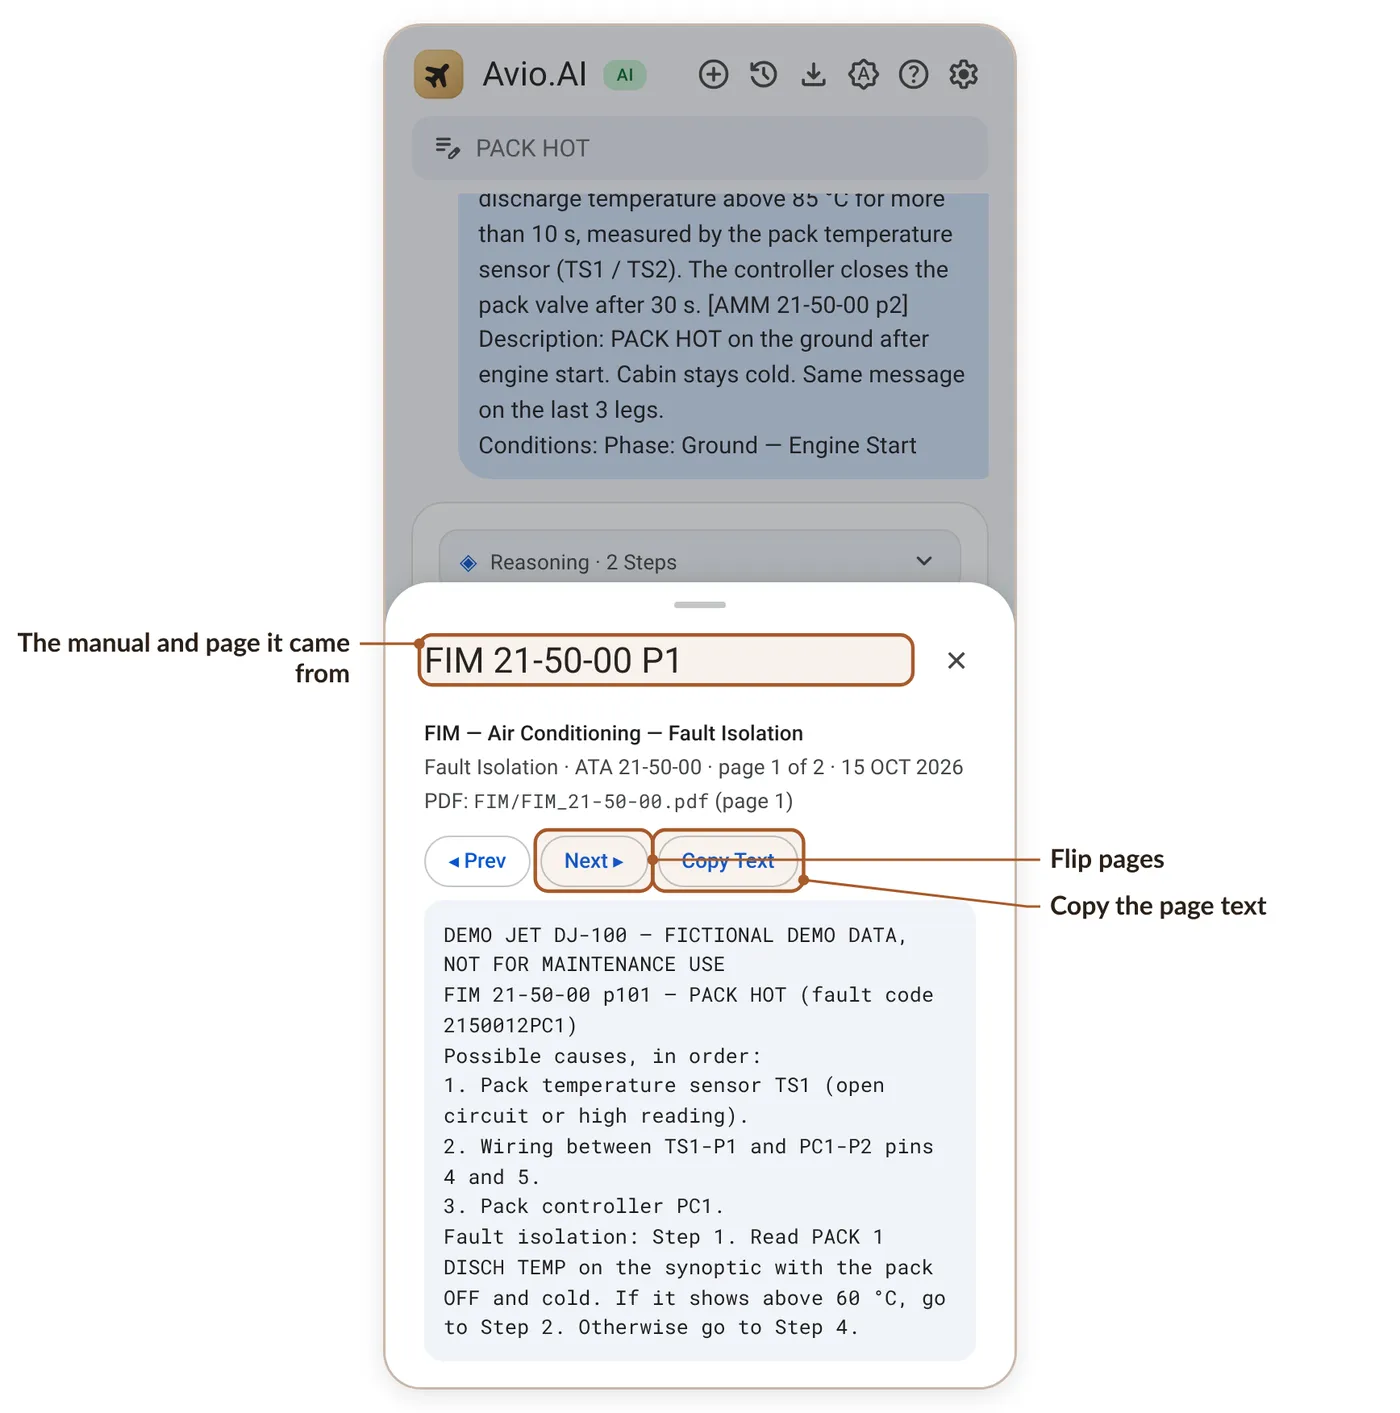 Avio.AI AI
PACK HOT
discharge temperature above 85 °C for more
than 10 s, measured by the pack temperature
sensor (TS1 / TS2). The controller closes the
pack valve after 30 s. [AMM 21-50-00 p2]
Description: PACK HOT on the ground after
engine start. Cabin stays cold. Same message
on the last 3 legs.
Conditions: Phase: Ground — Engine Start
Reasoning · 2 Steps
The manual and page it came
from
FIM 21-50-00 P1
FIM — Air Conditioning — Fault Isolation
Fault Isolation · ATA 21-50-00 · page 1 of 2 · 15 OCT 2026
PDF: FIM/FIM_21-50-00.pdf (page 1)
◂ Prev
Next ▸
Copy Text
Flip pages
Copy the page text
DEMO JET DJ-100 — FICTIONAL DEMO DATA,
NOT FOR MAINTENANCE USE
FIM 21-50-00 p101 — PACK HOT (fault code
2150012PC1)
Possible causes, in order:
1. Pack temperature sensor TS1 (open
circuit or high reading).
2. Wiring between TS1-P1 and PC1-P2 pins
4 and 5.
3. Pack controller PC1.
Fault isolation: Step 1. Read PACK 1
DISCH TEMP on the synoptic with the pack
OFF and cold. If it shows above 60 °C, go
to Step 2. Otherwise go to Step 4.